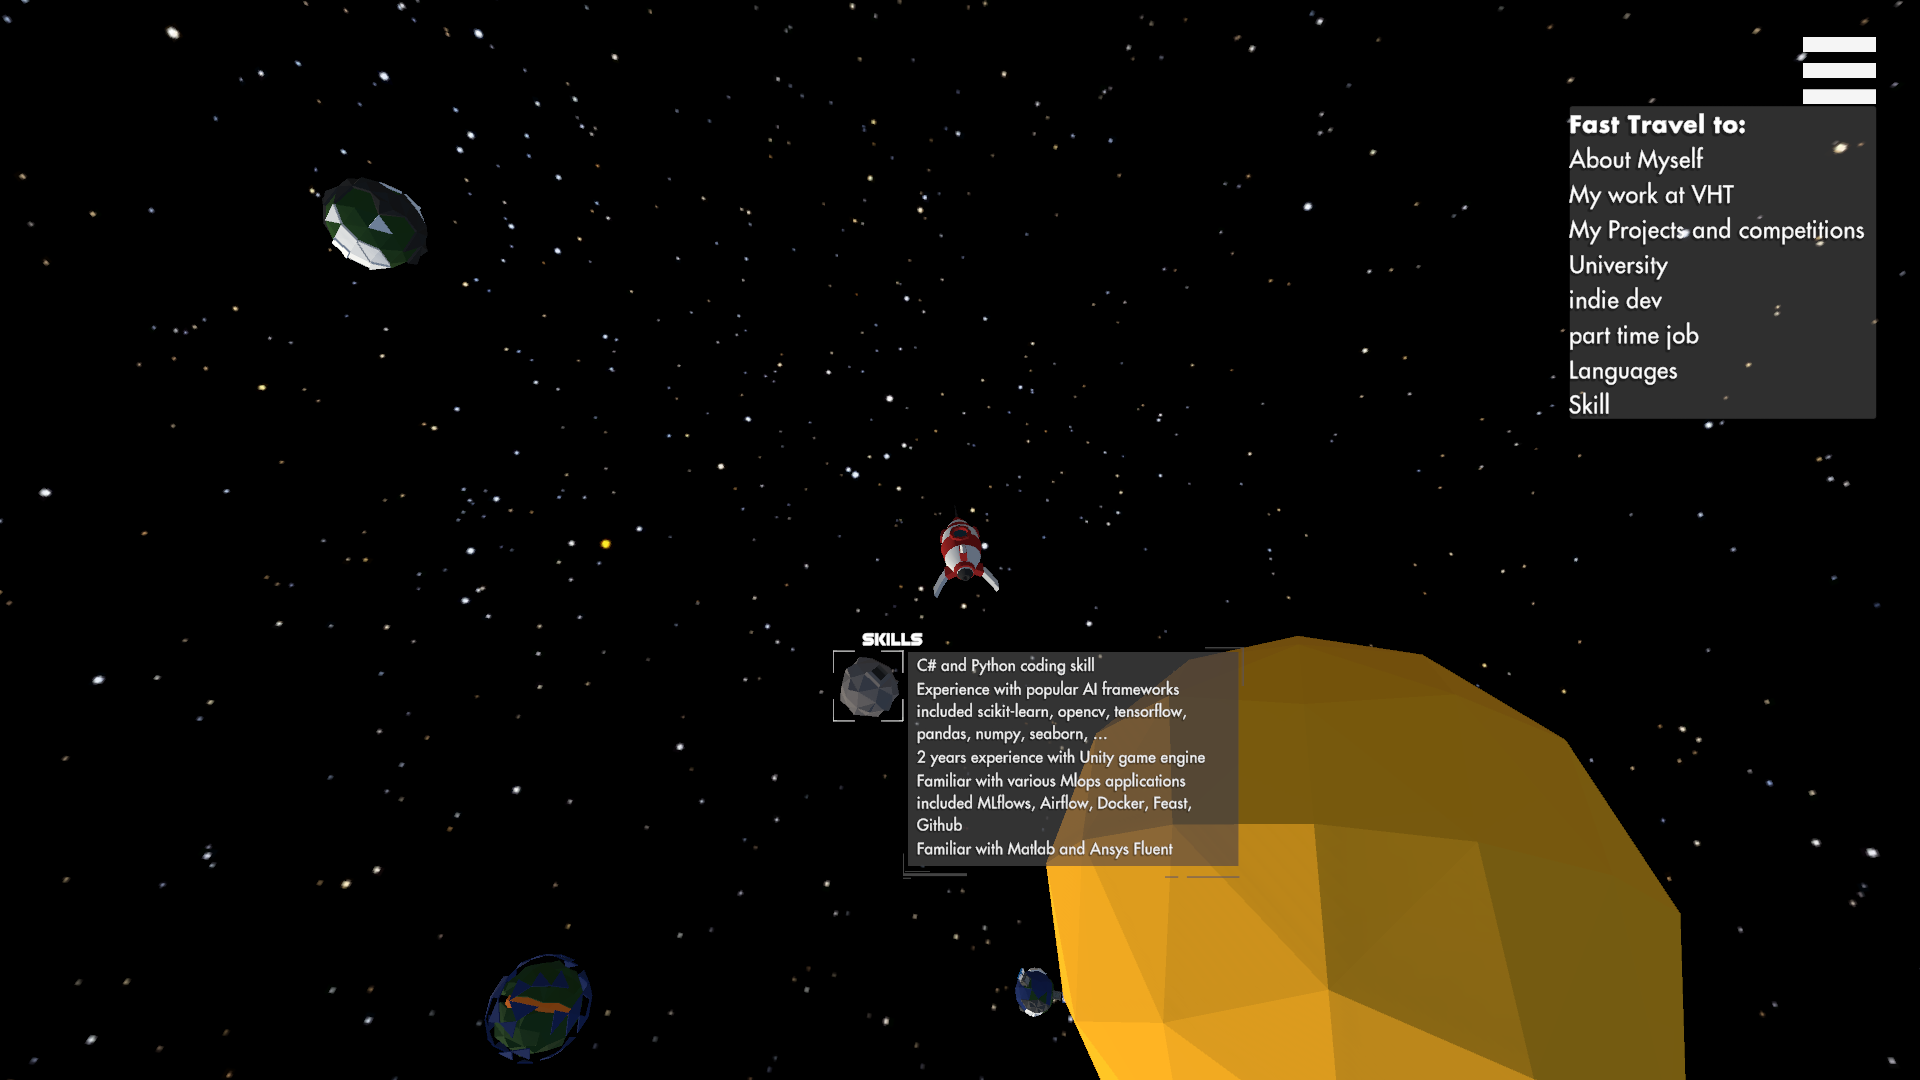 Fast Travel to:
About Myself
My work at VHT
My Projects and competitions
University
indie dev
part time job
Languages
Skill
SKILLS
C# and Python coding skill
Experience with popular AI frameworks
included scikit-learn, opencv, tensorflow,
pandas, numpy, seaborn, ...
2 years experience with Unity game engine
Familiar with various Mlops applications
included MLflows, Airflow, Docker, Feast,
Github
Familiar with Matlab and Ansys Fluent